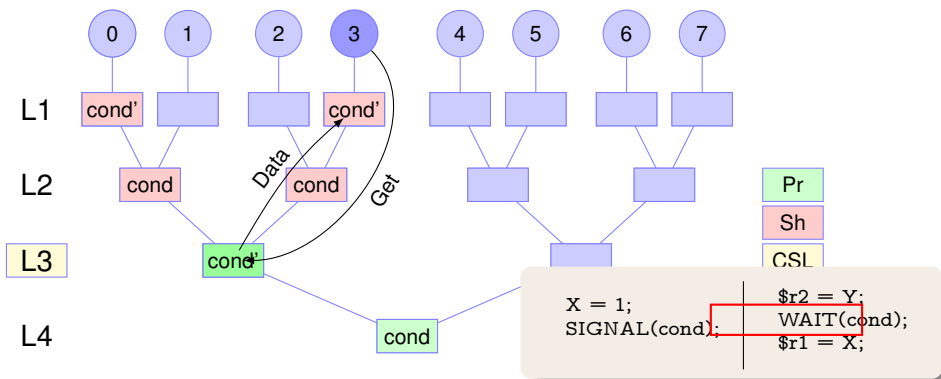 0 1 2 3 4 5 6 7
L1 cond' cond'
Data
L2 cond cond Pr
Get
Sh
L3 cond' CSL
X = 1; $r2 = Y;
SIGNAL(cond); WAIT(cond);
L4 cond $r1 = X;